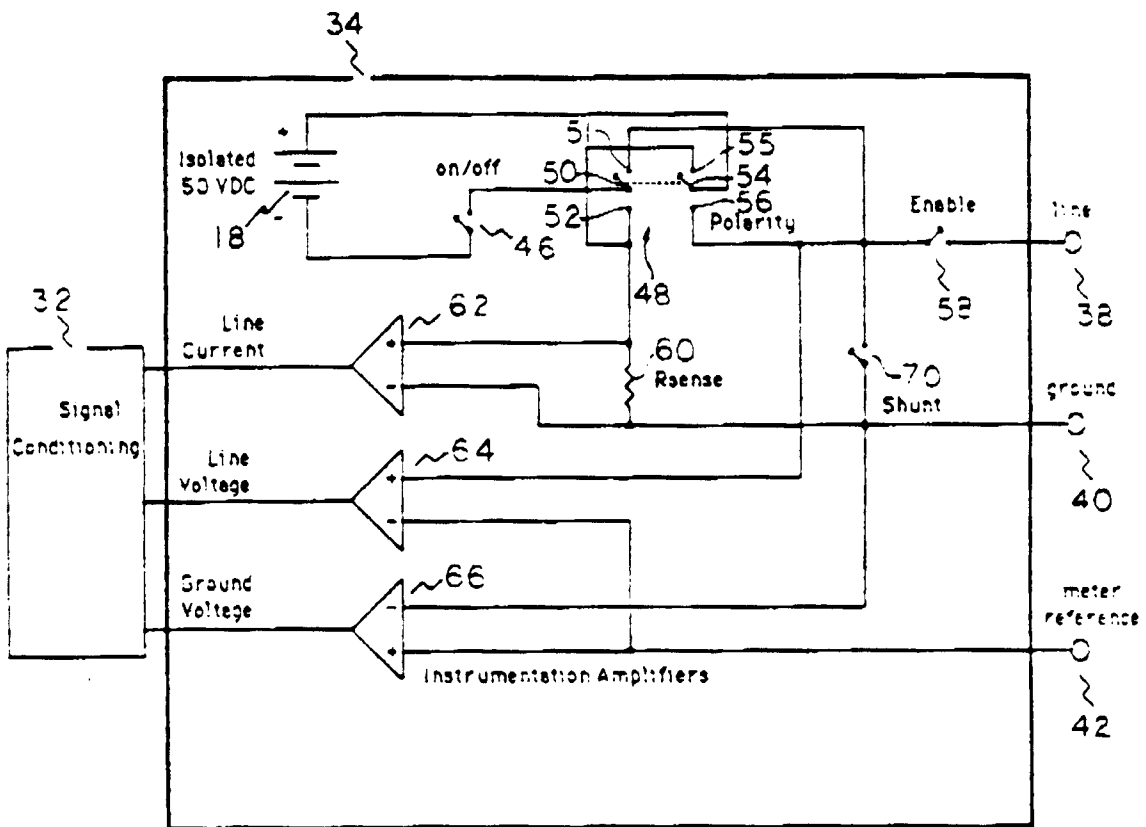 34
+
Isolated
50 VDC
-
18
on/off
46
51
50
52
55
54
56
Polarity
48
Enable
58
line
38
32
Signal
Conditioning
Line
Current
62
+
-
60
Rsense
70
Shunt
ground
40
Line
Voltage
64
+
-
Ground
Voltage
66
-
+
Instrumentation Amplifiers
meter
reference
42